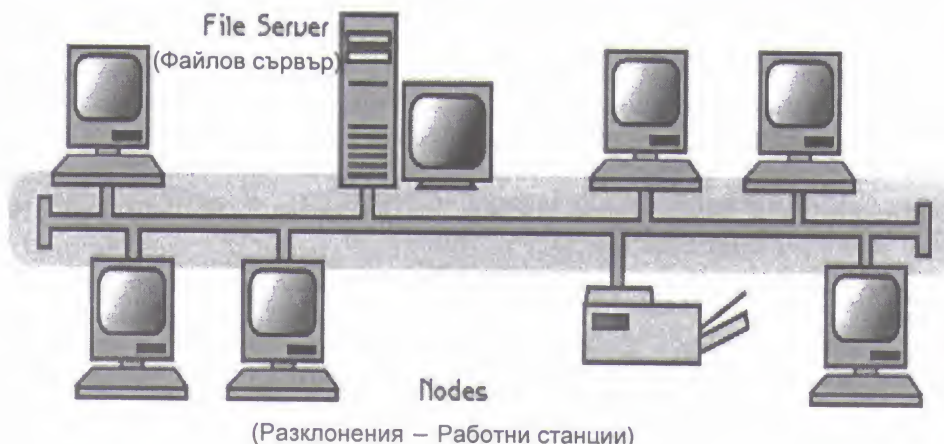 File Server
(Файлов сървър)
Nodes
(Разклонения – Работни станции)